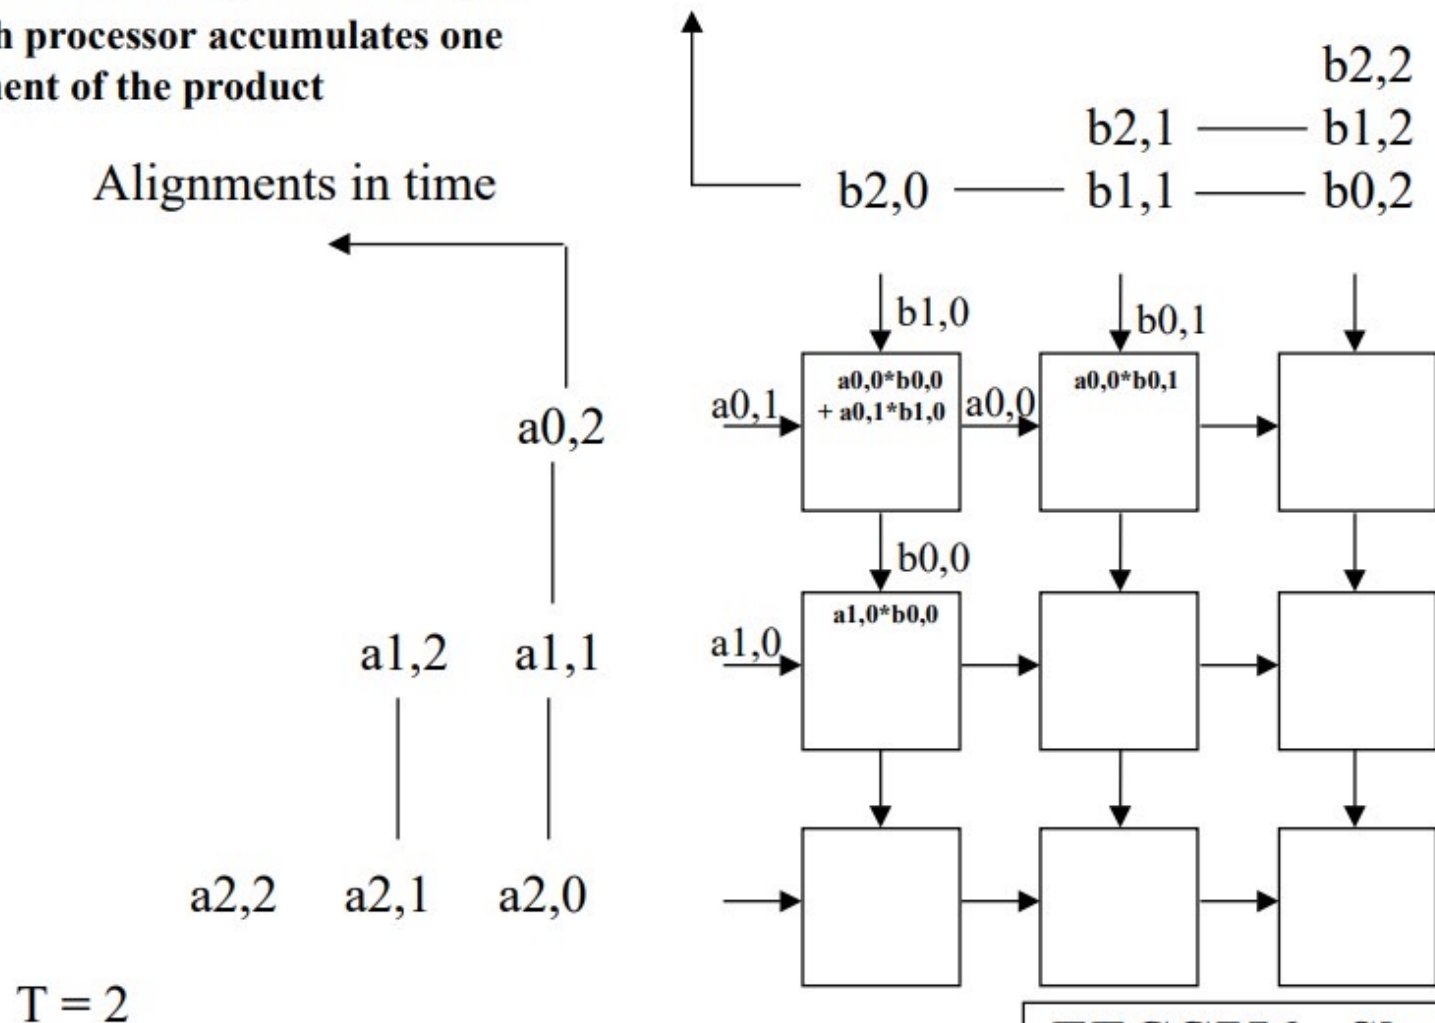 processor accumulates one
of the product
b2,2
b2,1 b1,2
Alignments in time
b2,0 b1,1 b0,2
b1,0 b0,1
a0,0*b0,0 a0,0*b0,1
a0,1 + a0,1*b1,0 a0,0
a0,2
b0,0
a1,0*b0,0
a1,2 a1,1 a1,0
a2,2 a2,1 a2,0
T = 2